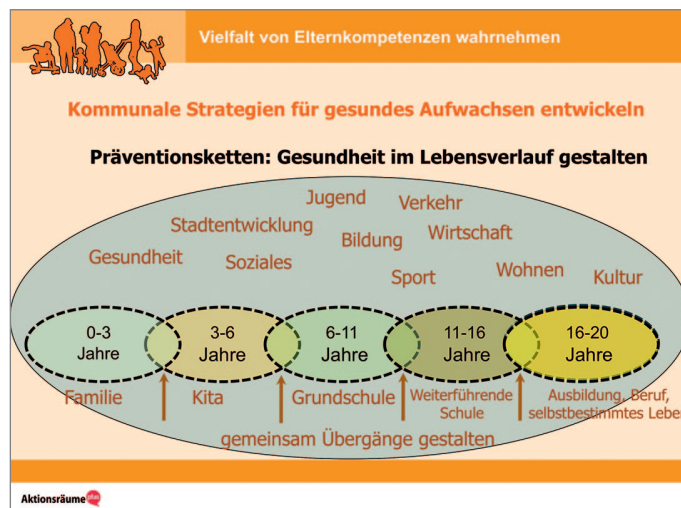 Vielfalt von Elternkompetenzen wahrnehmen
Kommunale Strategien für gesundes Aufwachsen entwickeln
Präventionsketten: Gesundheit im Lebensverlauf gestalten
Jugend
Verkehr
Stadtentwicklung
Bildung
Wirtschaft
Gesundheit
Soziales
Sport
Wohnen
Kultur
0-3
Jahre
3-6
Jahre
6-11
Jahre
11-16
Jahre
16-20
Jahre
Familie
Kita
Grundschule
Weiterführende
Schule
Ausbildung, Beruf,
selbstbestimmtes Leben
gemeinsam Übergänge gestalten
Aktionsräume plus